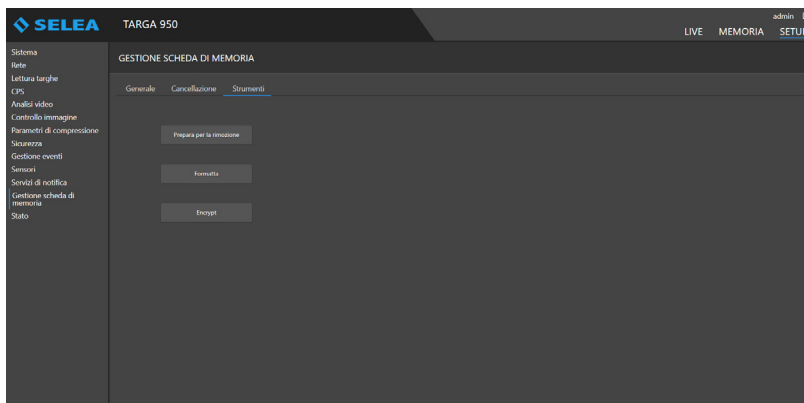 SELEA
TARGA 950
admin
LIVE MEMORIA SETU
Sistema
Rete
Lettura targhe
CPS
Analisi video
Controllo immagine
Parametri di compressione
Sicurezza
Gestione eventi
Sensori
Servizi di notifica
Gestione scheda di
memoria
Stato
GESTIONE SCHEDA DI MEMORIA
Generale Cancellazione Strumenti
Prepara per la rimozione
Formatta
Encrypt